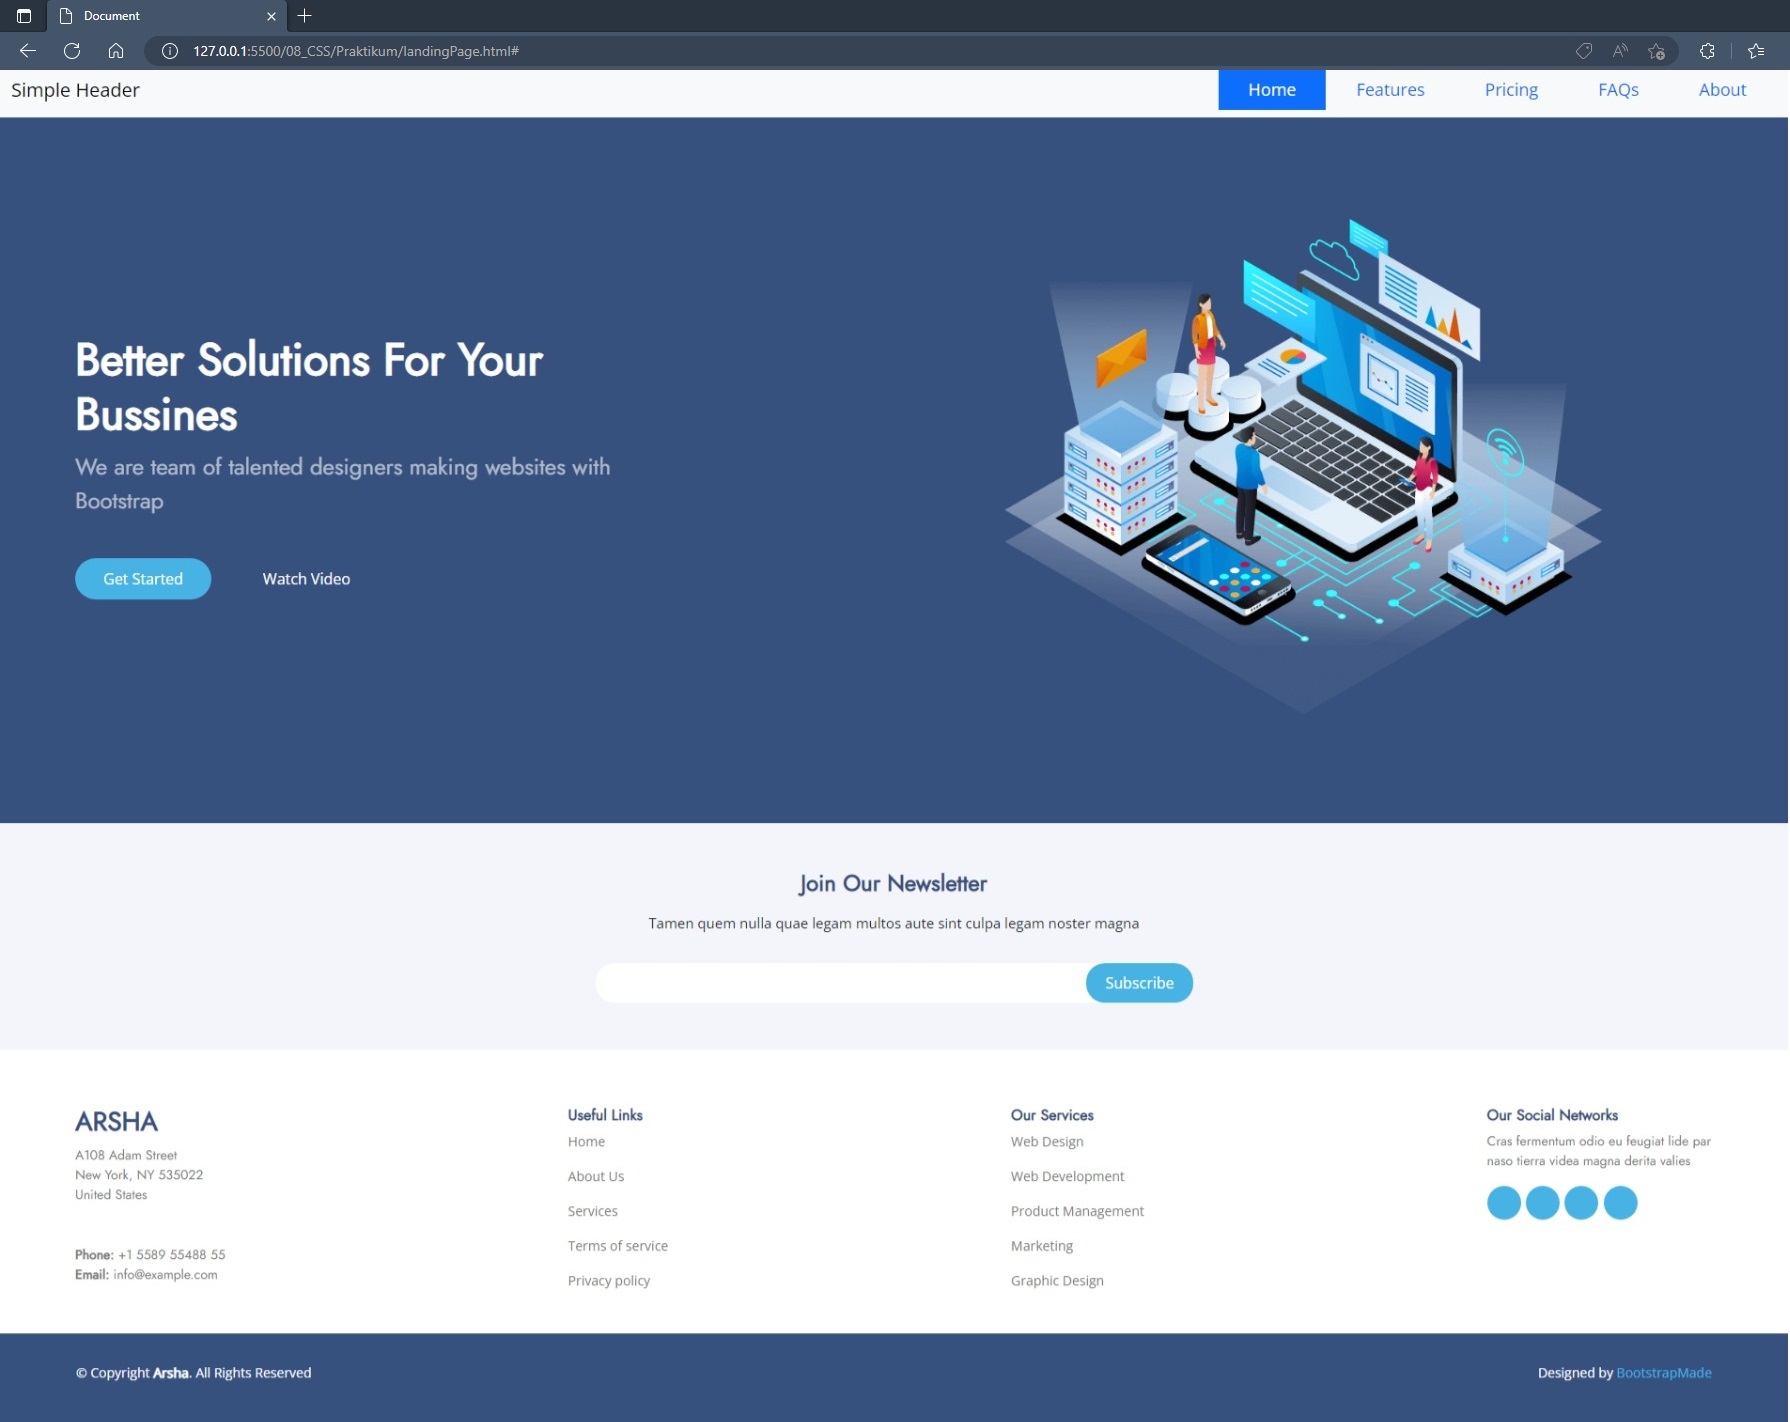 Document
127.0.0.1:5500/08_CSS/Praktikum/landingPage.html#
Simple Header
Home
Features
Pricing
FAQs
About
Better Solutions For Your
Bussines
We are team of talented designers making websites with
Bootstrap
Get Started
Watch Video
Join Our Newsletter
Tamen quem nulla quae legam multos aute sint culpa legam noster magna
Subscribe
ARSHA
A108 Adam Street
New York, NY 535022
United States
Phone: +1 5589 55488 55
Email: info@example.com
Useful Links
Home
About Us
Services
Terms of service
Privacy policy
Our Services
Web Design
Web Development
Product Management
Marketing
Graphic Design
Our Social Networks
Cras fermentum odio eu feugiat lide par
naso tierra videa magna derita valies
© Copyright Arsha. All Rights Reserved
Designed by BootstrapMade